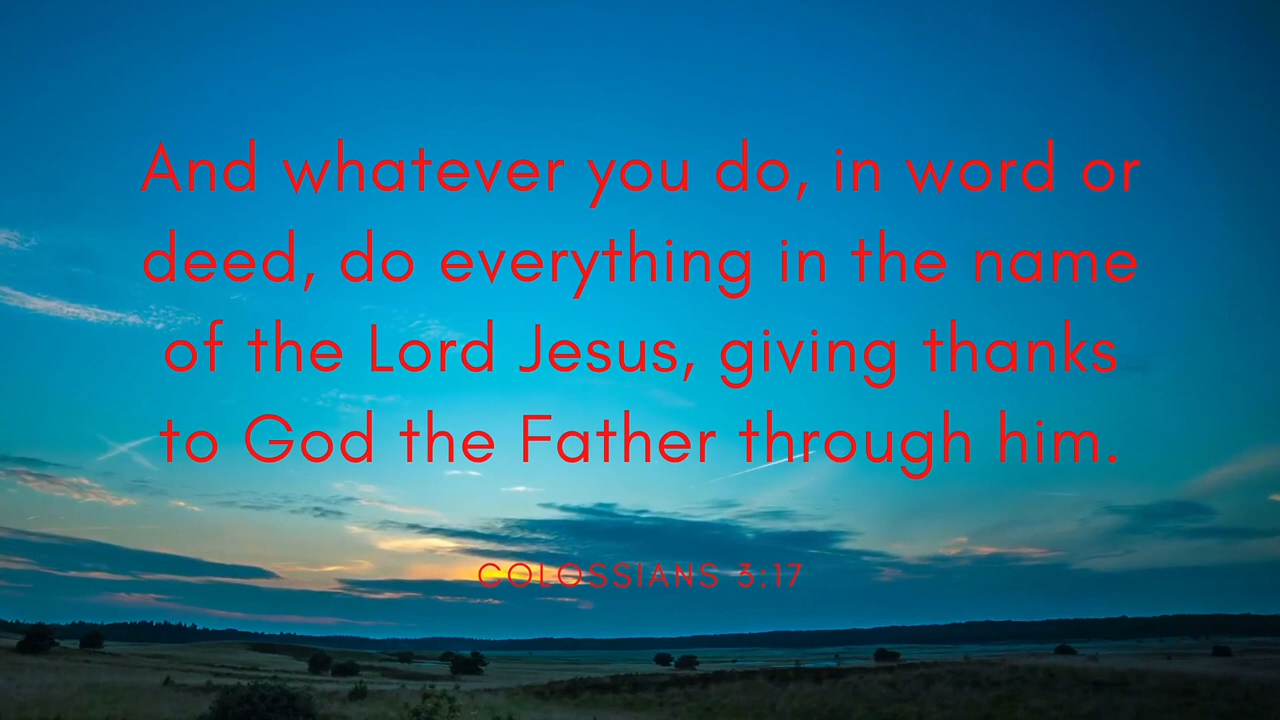 And whatever you do, in word or
deed, do everything in the name
of the Lord Jesus, giving thanks
to God the Father through him.
COLOSSIANS 3:17